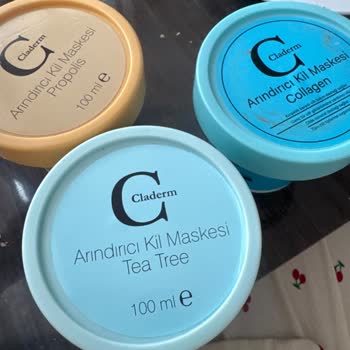 C
Claderm
Arındırıcı Kil Maskesi
Propolis
100 ml e
C
Claderm
Arındırıcı Kil Maskesi
Collagen
C
Claderm
Arındırıcı Kil Maskesi
Tea Tree
100 ml e